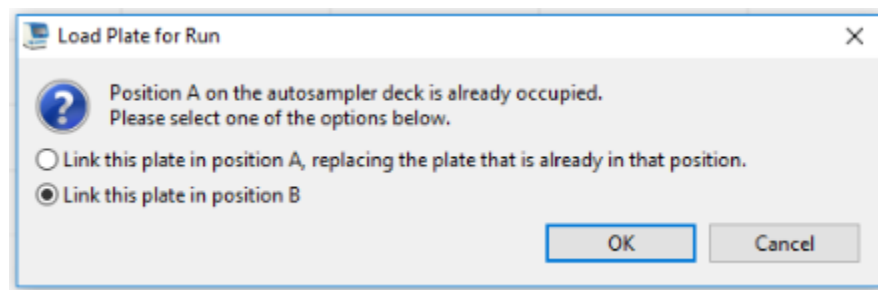 Load Plate for Run
Position A on the autosampler deck is already occupied.
Please select one of the options below.
Link this plate in position A, replacing the plate that is already in that position.
Link this plate in position B
OK Cancel